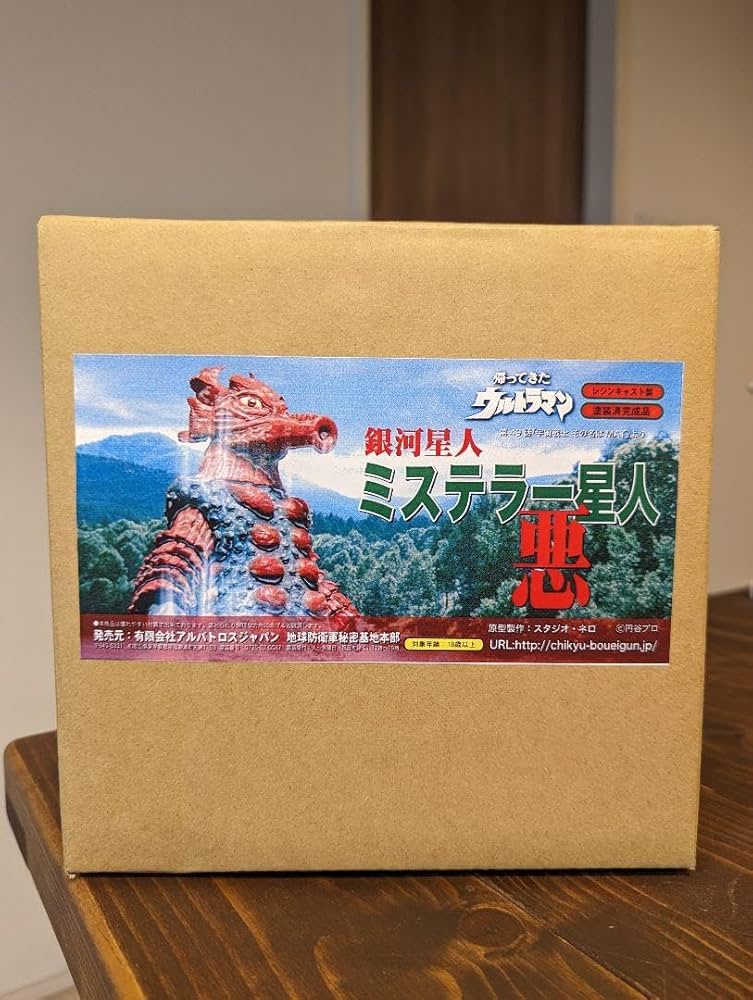 帰ってきた
ウルトラマン
レジンキャスト製
塗装済完成品
銀河星人
ミステラー星人
悪
発売元：有限会社アルバトロスジャパン 地球防衛軍秘密基地本部
対象年齢：18歳以上
原型製作：スタジオ・ネロ ©円谷プロ
URL:http://chikyu-boueigun.jp/